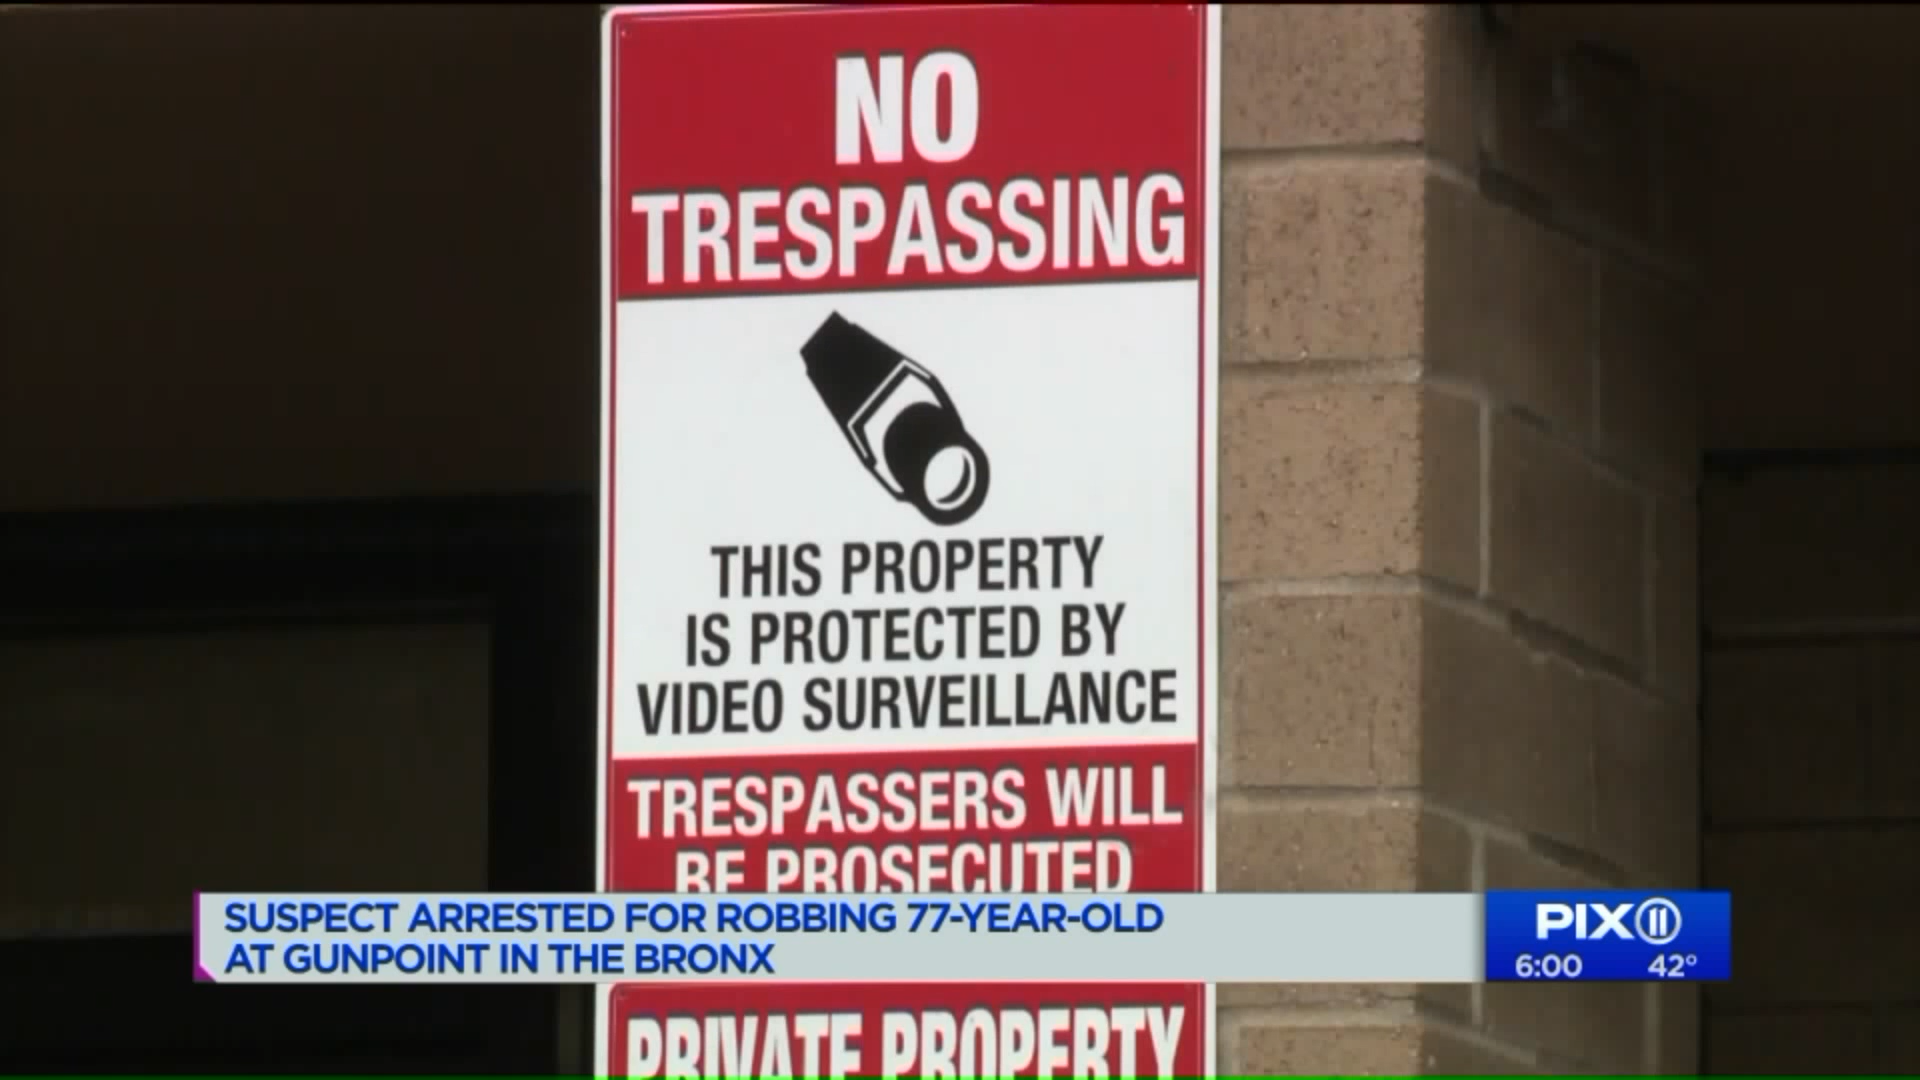 NO
TRESPASSING
THIS PROPERTY
IS PROTECTED BY
VIDEO SURVEILLANCE
TRESPASSERS WILL
BE PROSECUTED
SUSPECT ARRESTED FOR ROBBING 77-YEAR-OLD
AT GUNPOINT IN THE BRONX
PIX11
6:00 42°
PRIVATE PROPERTY